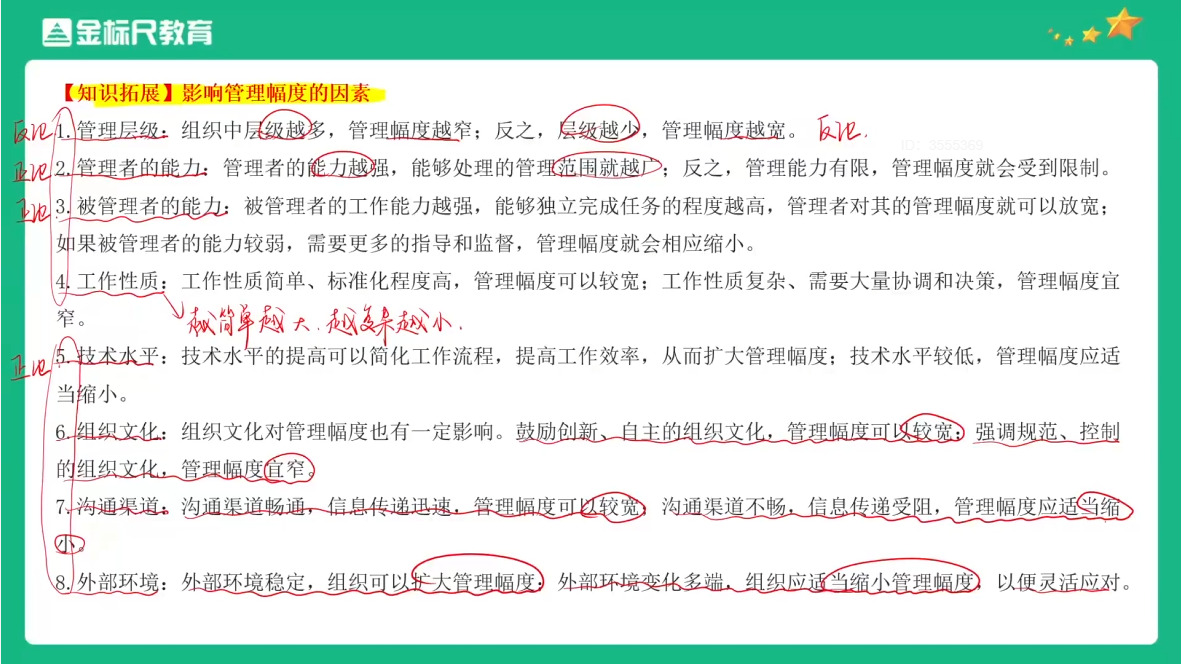 金标尺教育
【知识拓展】影响管理幅度的因素
反比 1. 管理层级：组织中层级越多，管理幅度越窄；反之，层级越少，管理幅度越宽。 反比.
ID: 3555369
正比 2. 管理者的能力：管理者的能力越强，能够处理的管理范围就越广；反之，管理能力有限，管理幅度就会受到限制。
正比 3. 被管理者的能力：被管理者的工作能力越强，能够独立完成任务的程度越高，管理者对其的管理幅度就可以放宽；
如果被管理者的能力较弱，需要更多的指导和监督，管理幅度就会相应缩小。
4. 工作性质：工作性质简单、标准化程度高，管理幅度可以较宽；工作性质复杂、需要大量协调和决策，管理幅度宜
窄。
越简单越大. 越复杂越小.
正比 5. 技术水平：技术水平的提高可以简化工作流程，提高工作效率，从而扩大管理幅度；技术水平较低，管理幅度应适
当缩小。
6. 组织文化：组织文化对管理幅度也有一定影响。鼓励创新、自主的组织文化，管理幅度可以较宽；强调规范、控制
的组织文化，管理幅度宜窄。
7. 沟通渠道：沟通渠道畅通，信息传递迅速，管理幅度可以较宽；沟通渠道不畅，信息传递受阻，管理幅度应适当缩
小。
8. 外部环境：外部环境稳定，组织可以扩大管理幅度；外部环境变化多端，组织应适当缩小管理幅度，以便灵活应对。